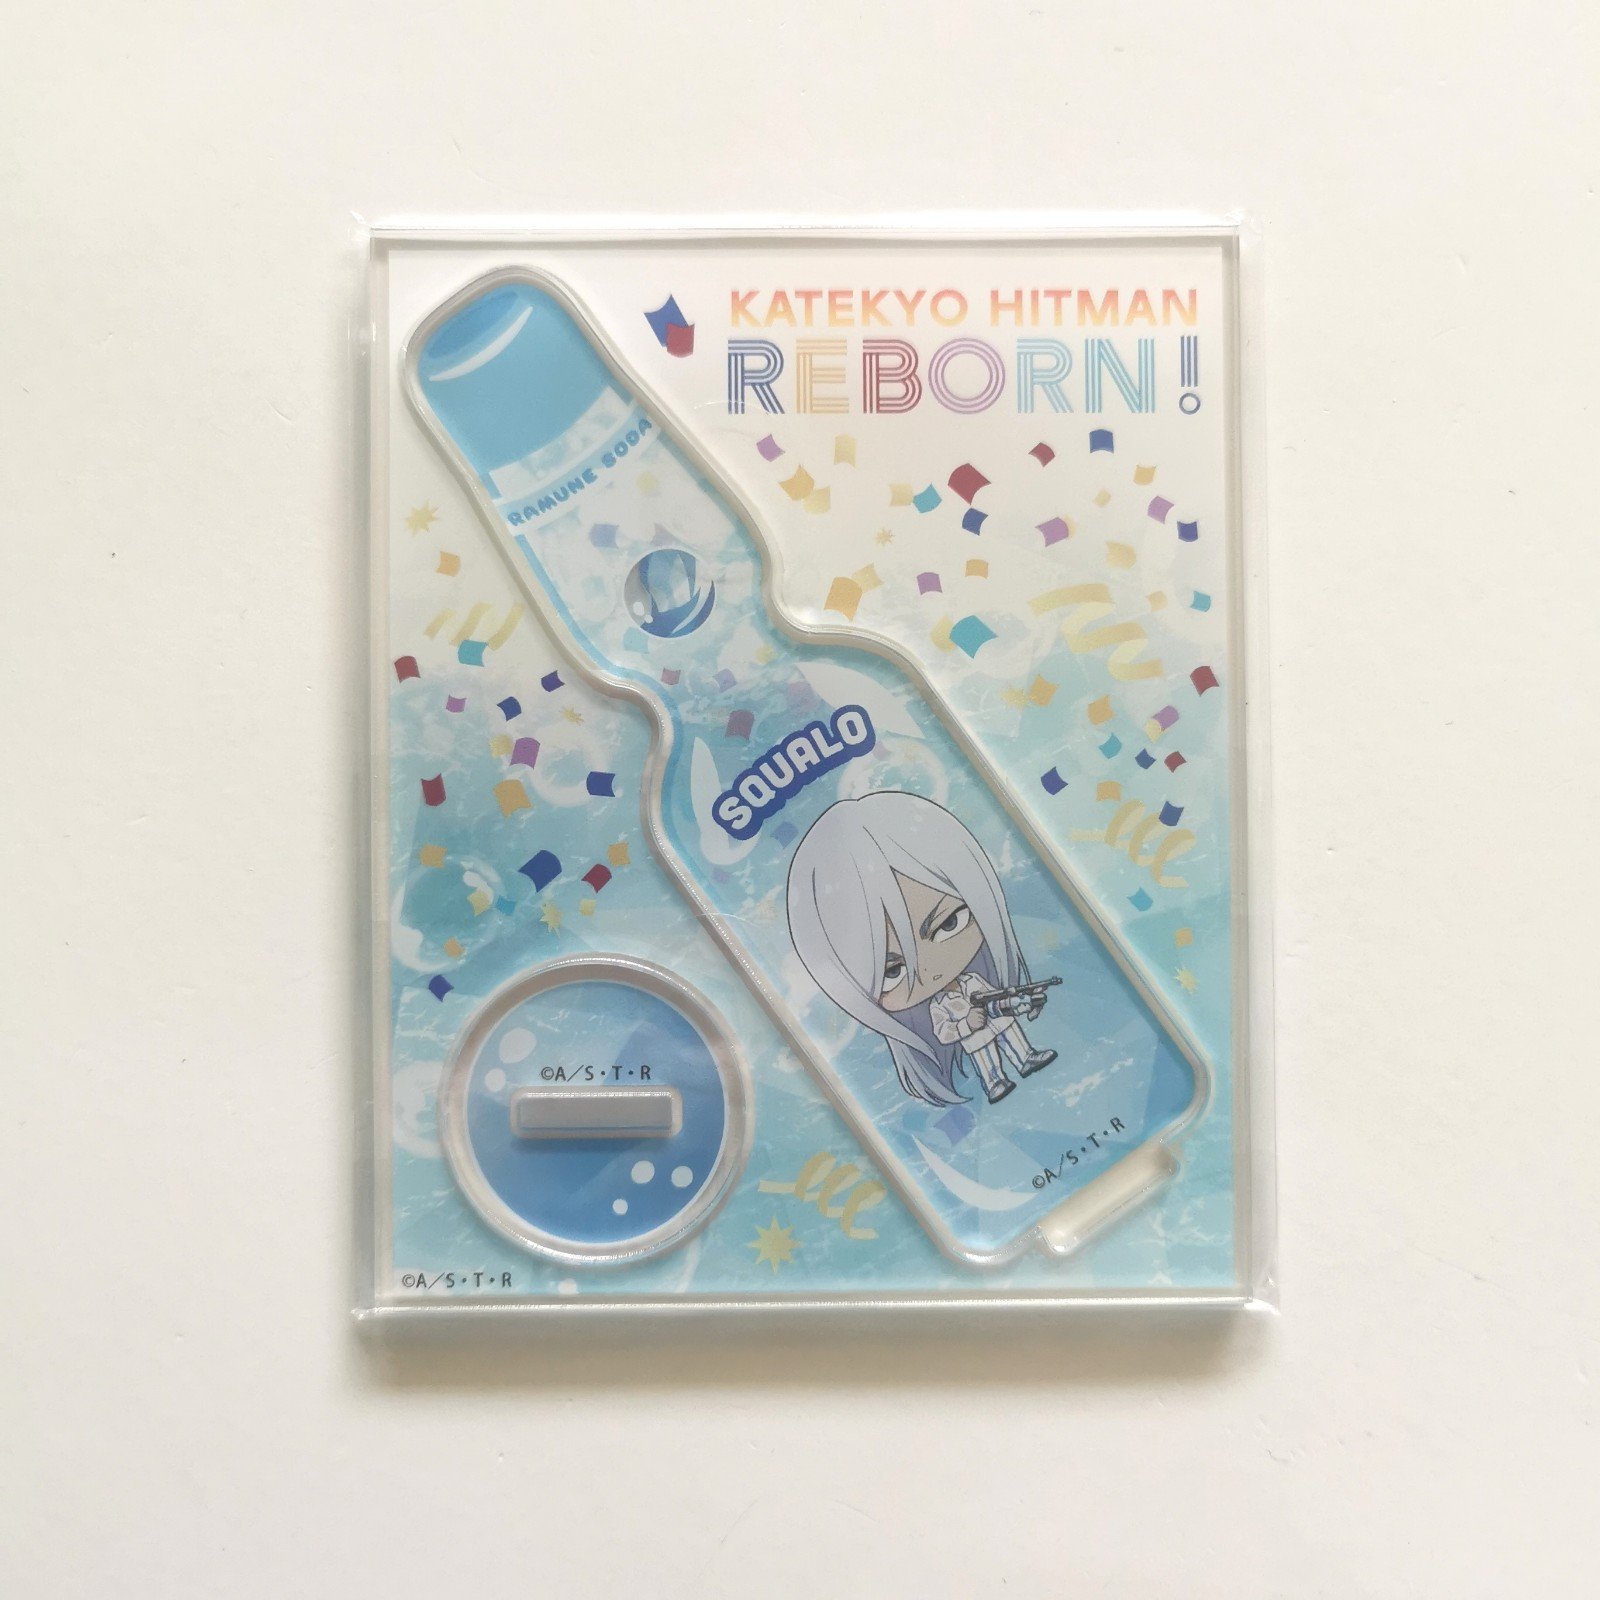 KATEKYO HITMAN
REBORN!
RAMUNE SODA
SQUALO
©A/S・T・R
©A/S・T・R
©A/S・T・R